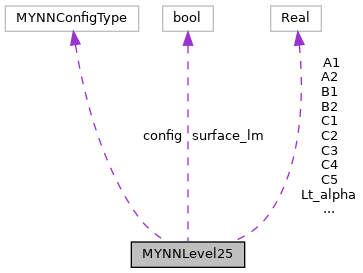 MYNNConfigType
bool
Real
A1
A2
B1
B2
C1
C2
C3
C4
C5
Lt_alpha
...
config
surface_lm
MYNNLevel25